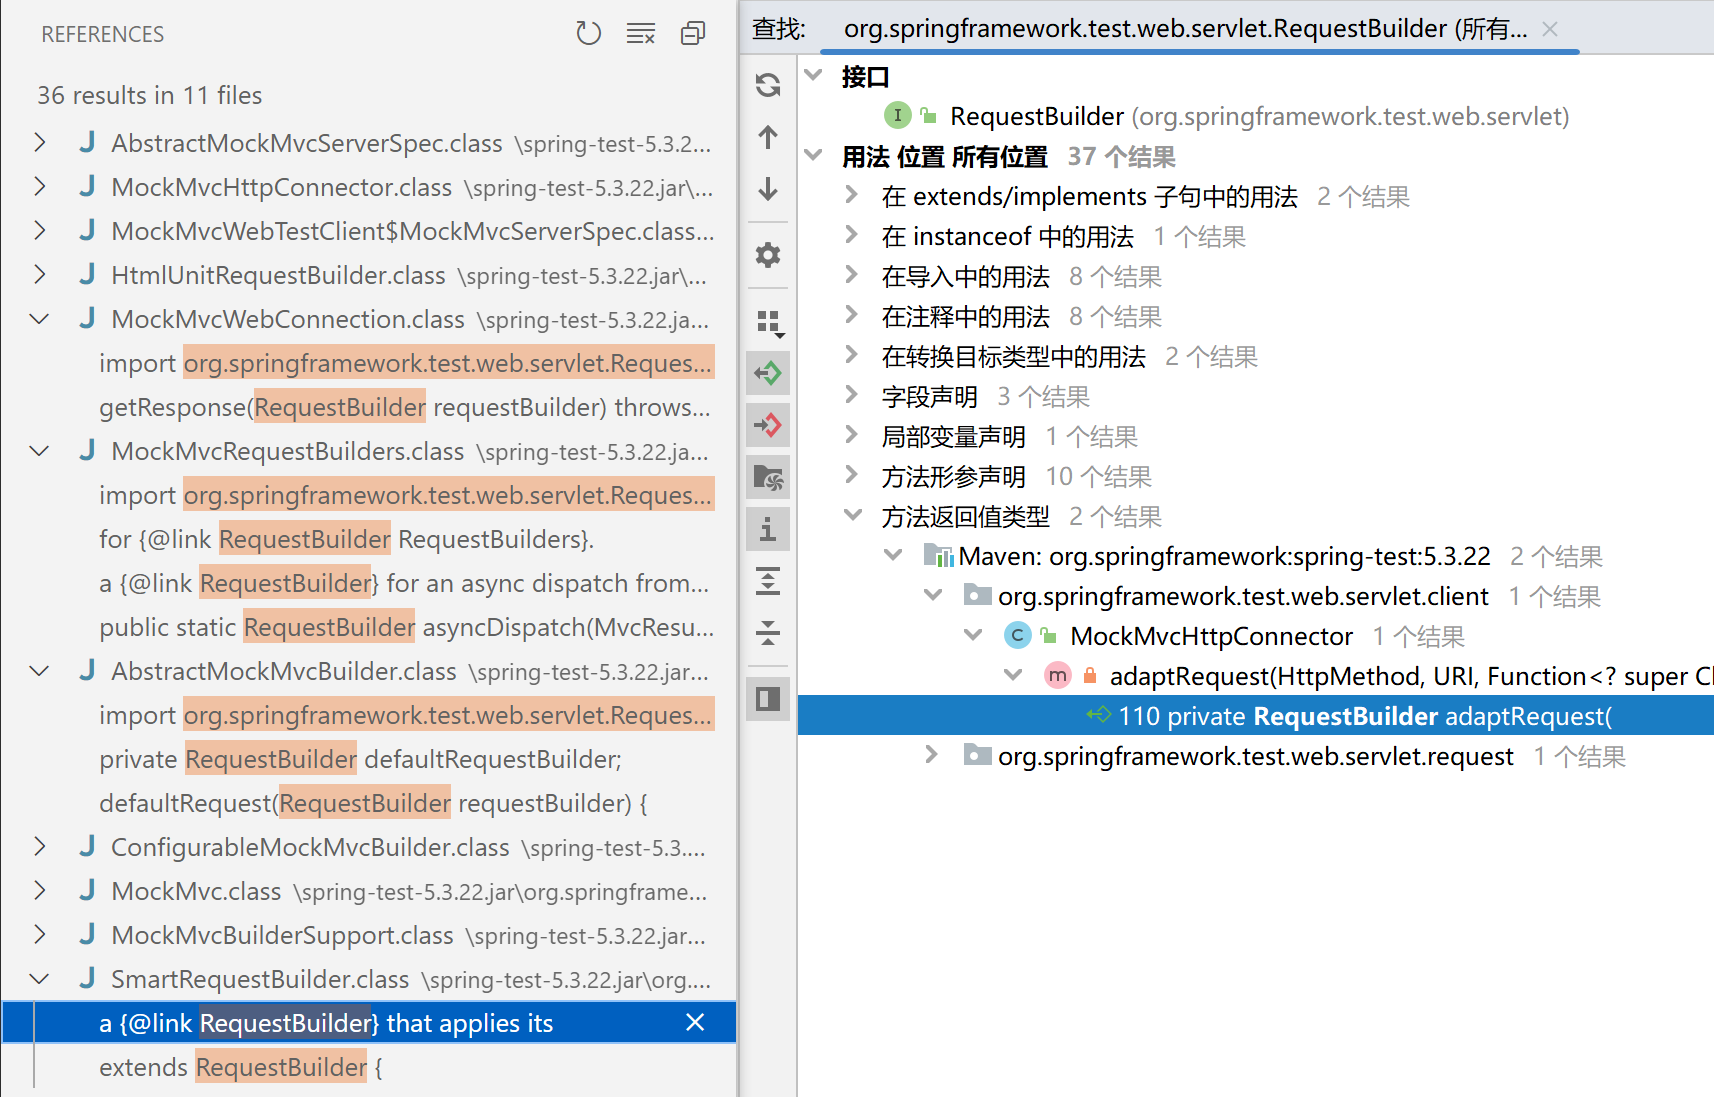 REFERENCES
36 results in 11 files
AbstractMockMvcServerSpec.class \spring-test-5.3.2...
MockMvcHttpConnector.class \spring-test-5.3.22.jar\...
MockMvcWebTestClient$MockMvcServerSpec.class...
HtmlUnitRequestBuilder.class \spring-test-5.3.22.jar\...
MockMvcWebConnection.class \spring-test-5.3.22.ja...
import org.springframework.test.web.servlet.Reques...
getResponse(RequestBuilder requestBuilder) throws...
MockMvcRequestBuilders.class \spring-test-5.3.22.ja...
import org.springframework.test.web.servlet.Reques...
for {@link RequestBuilder RequestBuilders}.
a {@link RequestBuilder} for an async dispatch from...
public static RequestBuilder asyncDispatch(MvcResu...
AbstractMockMvcBuilder.class \spring-test-5.3.22.jar...
import org.springframework.test.web.servlet.Reques...
private RequestBuilder defaultRequestBuilder;
defaultRequest(RequestBuilder requestBuilder) {
ConfigurableMockMvcBuilder.class \spring-test-5.3....
MockMvc.class \spring-test-5.3.22.jar\org.springframe...
MockMvcBuilderSupport.class \spring-test-5.3.22.jar...
SmartRequestBuilder.class \spring-test-5.3.22.jar\org....
a {@link RequestBuilder} that applies its
extends RequestBuilder {
查找: org.springframework.test.web.servlet.RequestBuilder (所有...
接口
RequestBuilder (org.springframework.test.web.servlet)
用法 位置 所有位置 37 个结果
在 extends/implements 子句中的用法 2 个结果
在 instanceof 中的用法 1 个结果
在导入中的用法 8 个结果
在注释中的用法 8 个结果
在转换目标类型中的用法 2 个结果
字段声明 3 个结果
局部变量声明 1 个结果
方法形参声明 10 个结果
方法返回值类型 2 个结果
Maven: org.springframework:spring-test:5.3.22 2 个结果
org.springframework.test.web.servlet.client 1 个结果
MockMvcHttpConnector 1 个结果
adaptRequest(HttpMethod, URI, Function<? super Cl
110 private RequestBuilder adaptRequest(
org.springframework.test.web.servlet.request 1 个结果